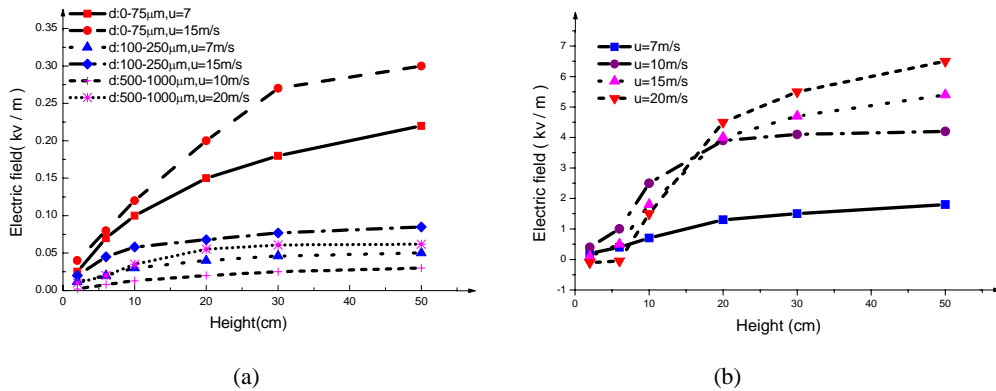 d:0-75μm,u=7
d:0-75μm,u=15m/s
d:100-250μm,u=7m/s
d:100-250μm,u=15m/s
d:500-1000μm,u=10m/s
d:500-1000μm,u=20m/s
0.35
0.30
0.25
0.20
0.15
0.10
0.05
0.00
Electric field( kv / m )
0 10 20 30 40 50
Height(cm)
(a)
u=7m/s
u=10m/s
u=15m/s
u=20m/s
7
6
5
4
3
2
1
0
-1
Electric field ( kv / m )
0 10 20 30 40 50
Height (cm)
(b)